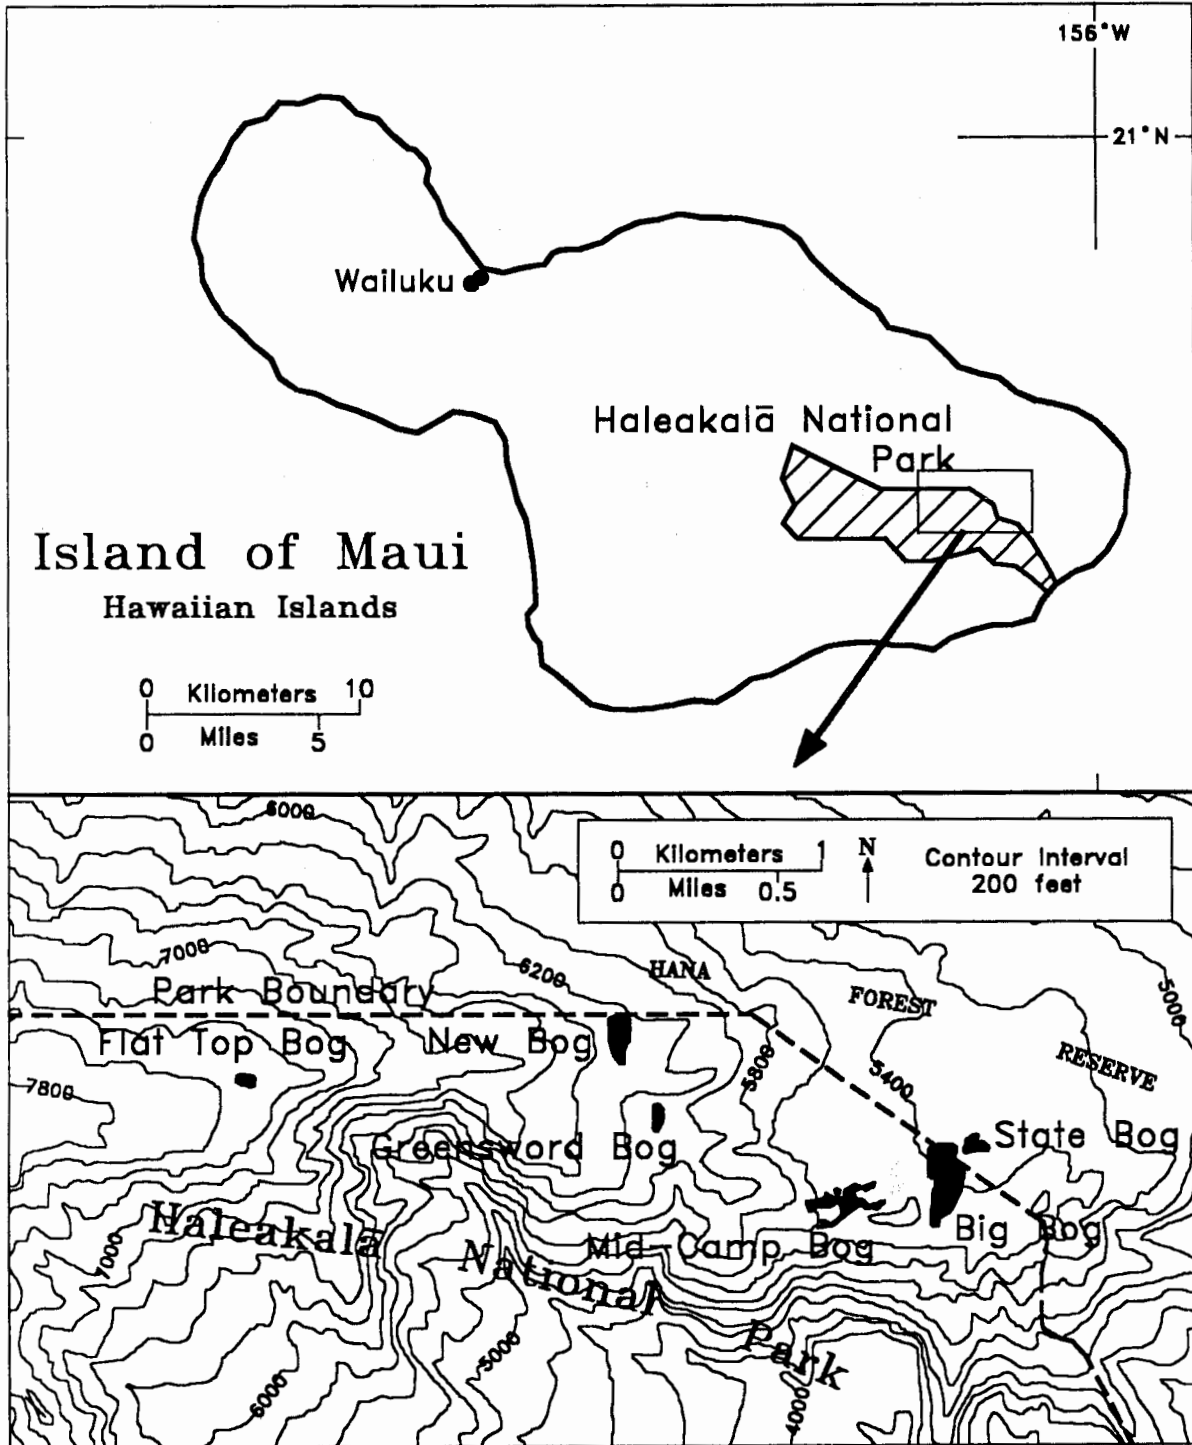 156°W
21°N
Wailuku
Haleakalā National
Park
Island of Maui
Hawaiian Islands
0 Kilometers 10
0 Miles 5
6000
0 Kilometers 1
0 Miles 0.5
N
Contour Interval
200 feet
7000
6200
HANA
FOREST
RESERVE
5000
Park Boundary
Flat Top Bog
New Bog
5800
5400
7800
Greensword Bog
State Bog
Haleakala
National
Park
Mid-Camp Bog
Big Bog
7000
6000
5000
4000